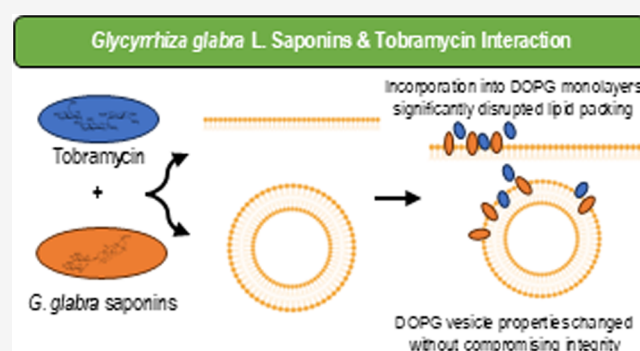 Glycyrrhiza glabra L. Saponins & Tobramycin Interaction
Incorporation into DOPG monolayers
significantly disrupted lipid packing
Tobramycin
+
G. glabra saponins
DOPG vesicle properties changed
without compromising integrity